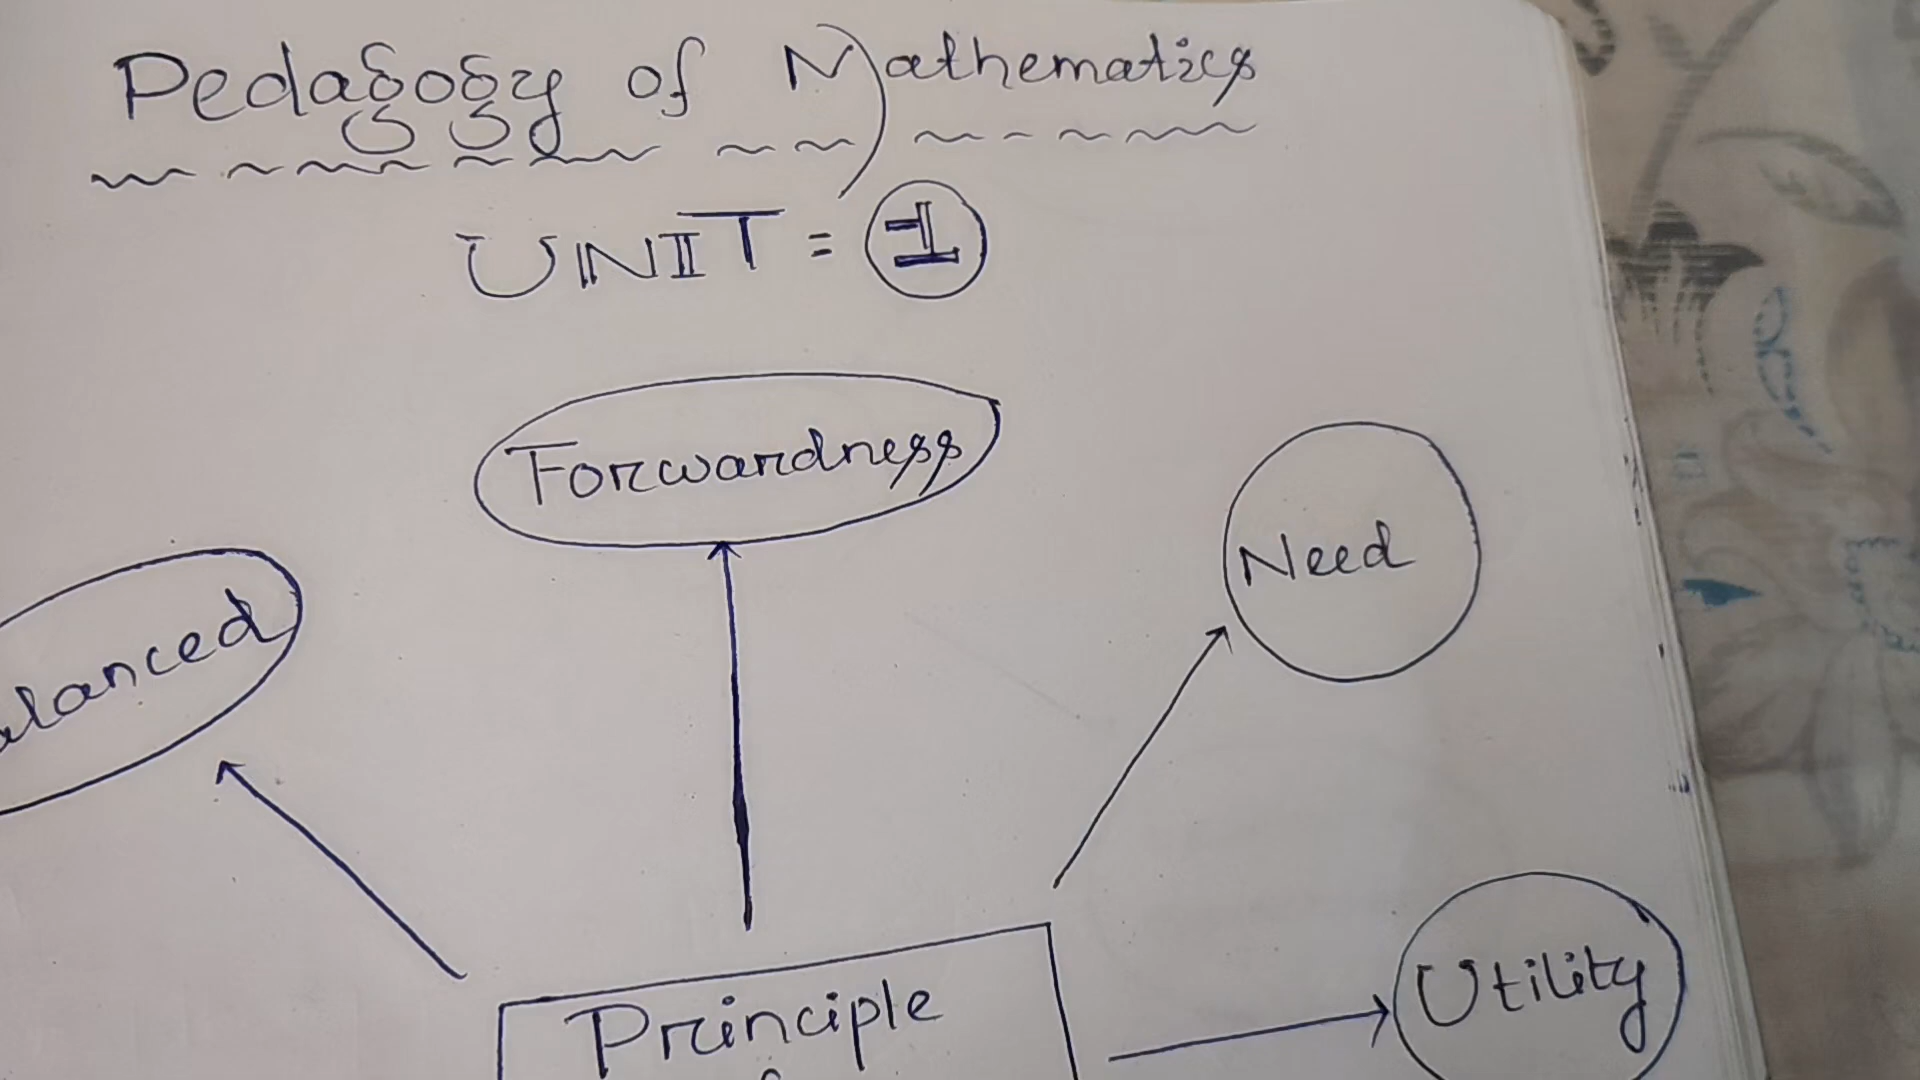 Pedagogy of Mathematics
UNIT = 1
Forwardness
Need
alanced
Utility
Principle